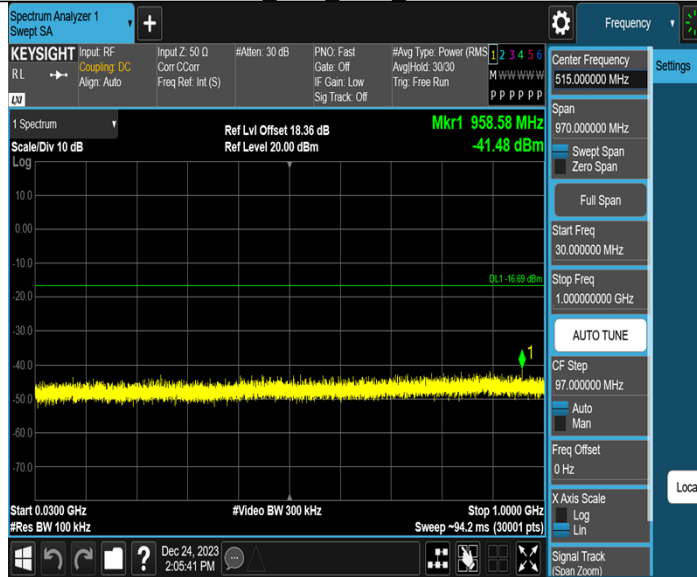 Spectrum Analyzer 1
Swept SA
Frequency
KEYSIGHT
RL
LXI
Input: RF
Coupling: DC
Align: Auto
Input Z: 50 Ω
Corr CCorr
Freq Ref: Int (S)
#Atten: 30 dB
PNO: Fast
Gate: Off
IF Gain: Low
Sig Track: Off
#Avg Type: Power (RMS
Avg|Hold: 30/30
Trig: Free Run
1 2 3 4 5 6
M W W W W W
P P P P P P
Center Frequency
515.000000 MHz
Settings
Span
970.000000 MHz
Swept Span
Zero Span
Full Span
Start Freq
30.000000 MHz
Stop Freq
1.000000000 GHz
AUTO TUNE
CF Step
97.000000 MHz
Auto
Man
Freq Offset
0 Hz
X Axis Scale
Log
Lin
Signal Track
(Span Zoom)
Loca
1 Spectrum
Scale/Div 10 dB
Log
Ref Lvl Offset 18.36 dB
Ref Level 20.00 dBm
Mkr1 958.58 MHz
-41.48 dBm
10.0
0.00
-10.0
DL1 -16.69 dBm
-20.0
-30.0
1
-40.0
-50.0
-60.0
-70.0
Start 0.0300 GHz
#Res BW 100 kHz
#Video BW 300 kHz
Stop 1.0000 GHz
Sweep ~94.2 ms (30001 pts)
?
Dec 24, 2023
2:05:41 PM